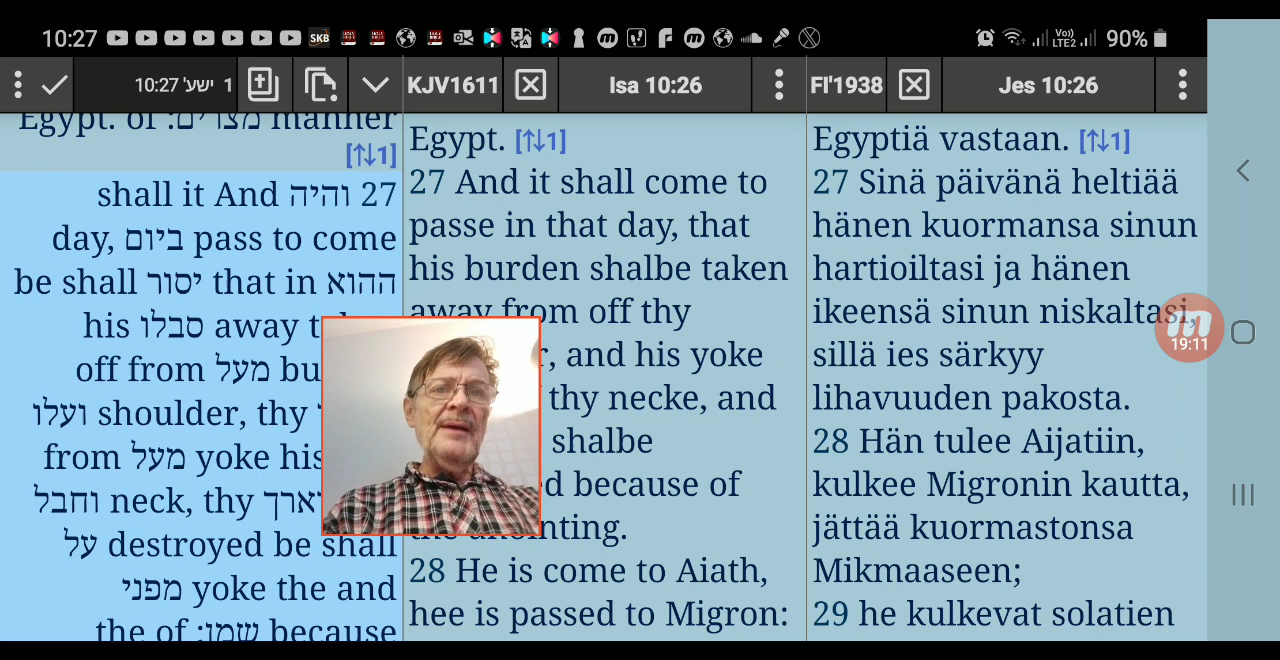 10:27 SKB Vo)) LTE2 90%
ישע' 10:27 1
KJV1611 Isa 10:26
FI'1938 Jes 10:26
Egypt. of מצרים: manner
[↑↓1]
27 והיה And it shall
come to pass ביום day,
ההוא in that יסור shall be
away סבלו his
מעל from off
thy shoulder, ועלו
his yoke מעל from
thy neck, וחבל
shall be destroyed על
and the yoke מפני
because שמן: of the
Egypt. [↑↓1]
27 And it shall come to
passe in that day, that
his burden shalbe taken
away from off thy
and his yoke
thy necke, and
shalbe
because of
28 He is come to Aiath,
hee is passed to Migron:
Egyptiä vastaan. [↑↓1]
27 Sinä päivänä heltiää
hänen kuormansa sinun
hartioiltasi ja hänen
ikeensä sinun niskaltasi,
sillä ies särkyy
lihavuuden pakosta.
28 Hän tulee Aijatiin,
kulkee Migronin kautta,
jättää kuormastonsa
Mikmaaseen;
29 he kulkevat solatien
19:11